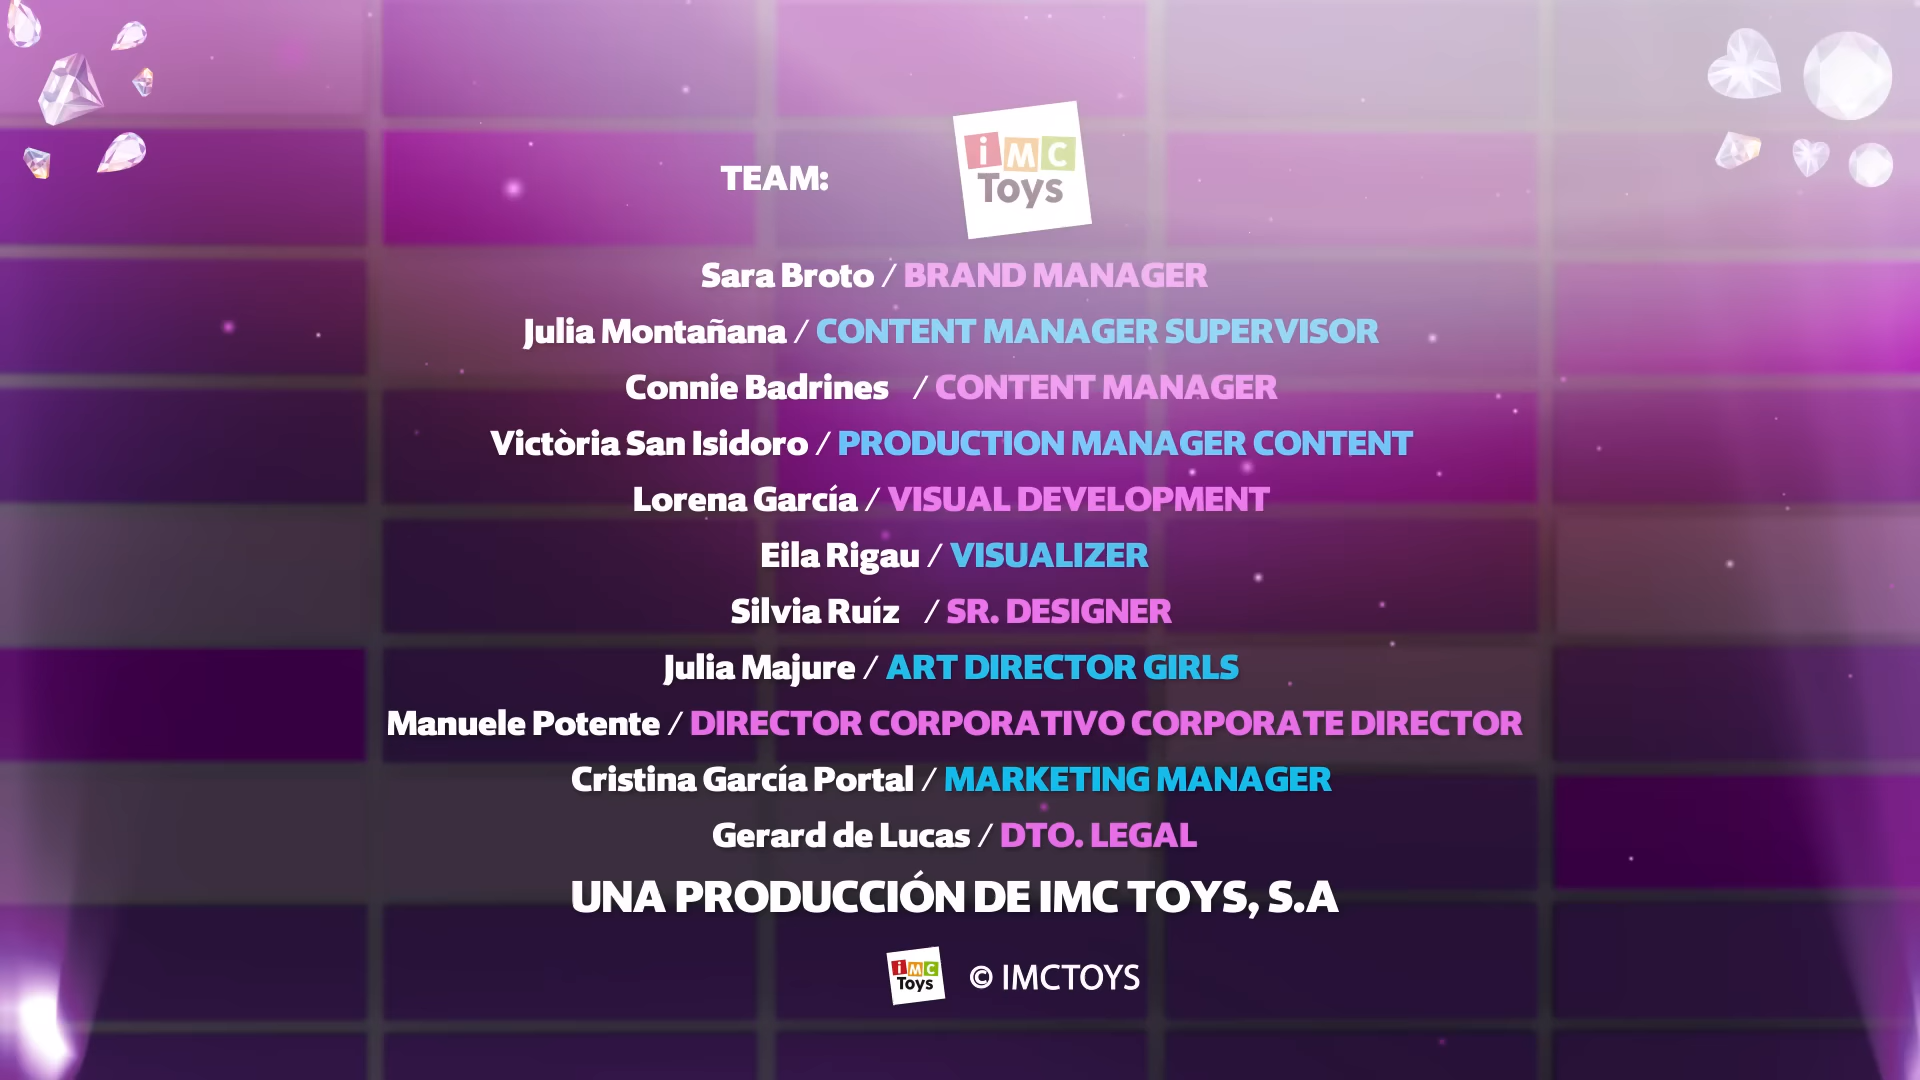 TEAM:
iMC
Toys
Sara Broto / BRAND MANAGER
Julia Montañana / CONTENT MANAGER SUPERVISOR
Connie Badrines / CONTENT MANAGER
Victòria San Isidoro / PRODUCTION MANAGER CONTENT
Lorena García / VISUAL DEVELOPMENT
Eila Rigau / VISUALIZER
Silvia Ruíz / SR. DESIGNER
Julia Majure / ART DIRECTOR GIRLS
Manuele Potente / DIRECTOR CORPORATIVO CORPORATE DIRECTOR
Cristina García Portal / MARKETING MANAGER
Gerard de Lucas / DTO. LEGAL
UNA PRODUCCIÓN DE IMC TOYS, S.A
iMC
Toys
© IMCTOYS